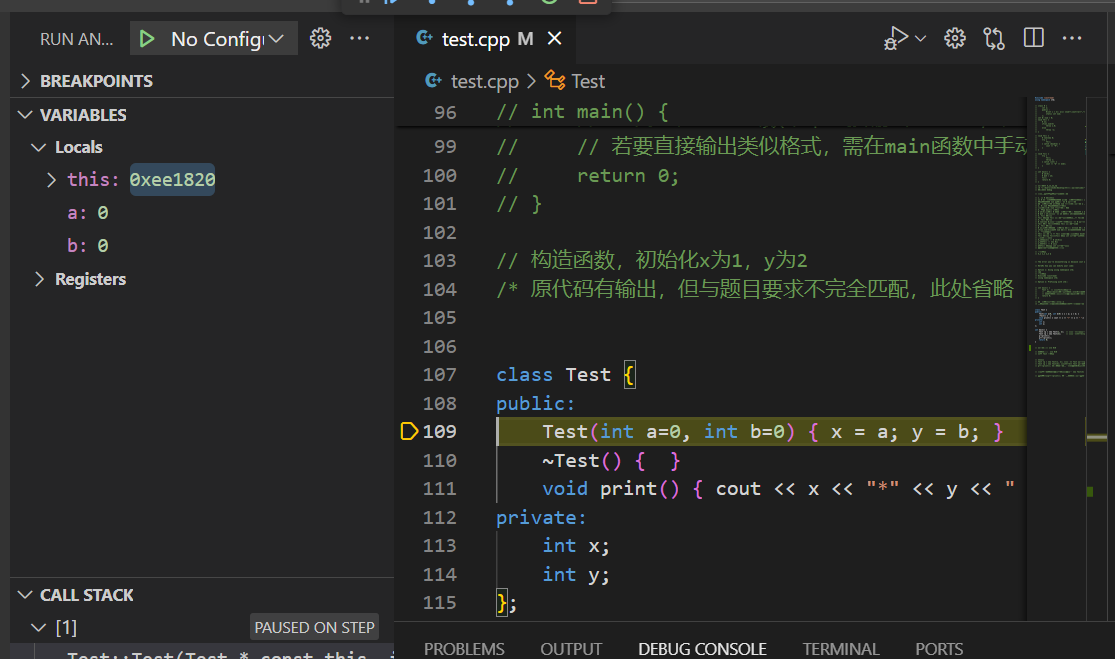 RUN AN...
No Config
test.cpp M
test.cpp > Test
BREAKPOINTS
VARIABLES
Locals
this: 0xee1820
a: 0
b: 0
Registers
CALL STACK
[1]
PAUSED ON STEP
Test::Test(Test * const this,
96 // int main() {
99 // // 若要直接输出类似格式，需在main函数中手动
100 // return 0;
101 // }
102
103 // 构造函数，初始化x为1，y为2
104 /* 原代码有输出，但与题目要求不完全匹配，此处省略
105
106
107 class Test {
108 public:
109 Test(int a=0, int b=0) { x = a; y = b; }
110 ~Test() { }
111 void print() { cout << x << "*" << y << "
112 private:
113 int x;
114 int y;
115 };
PROBLEMS
OUTPUT
DEBUG CONSOLE
TERMINAL
PORTS